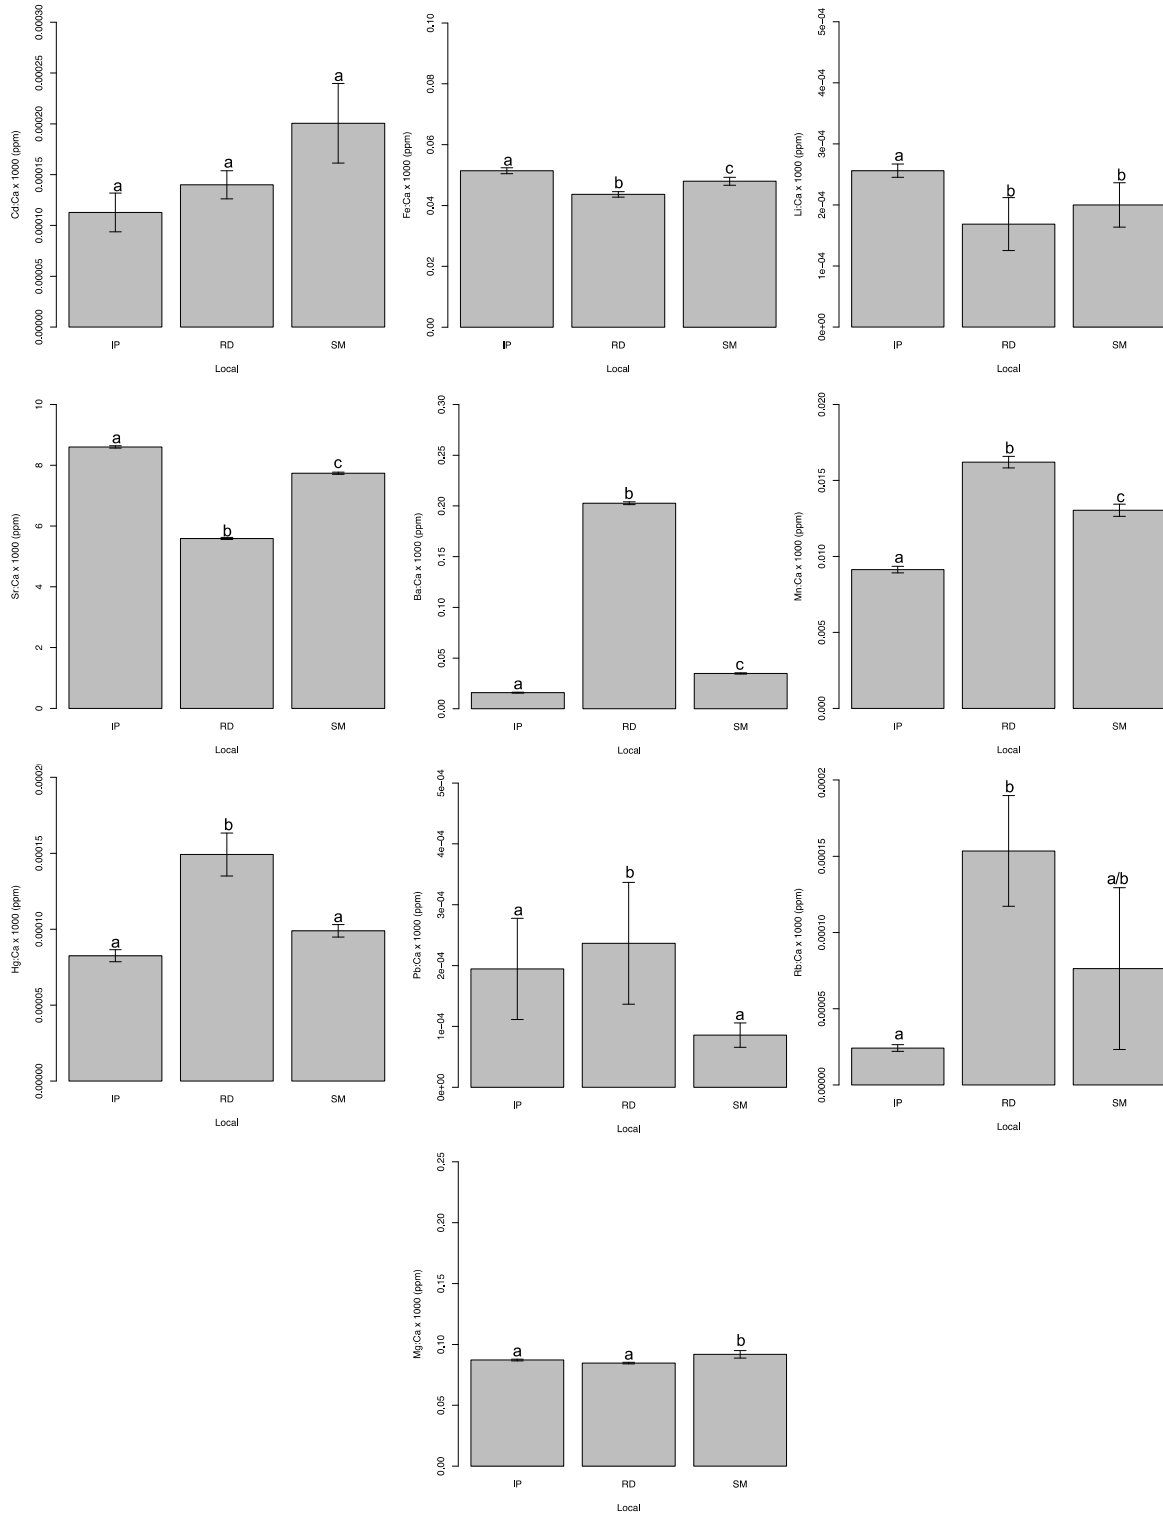 Cd:Ca x 1000 (ppm)
0.00030
0.00025
0.00020
0.00015
0.00010
0.00005
0.00000
a
a
a
IP RD SM
Local
Fe:Ca x 1000 (ppm)
0.10
0.08
0.06
0.04
0.02
0.00
a
b
c
IP RD SM
Local
Li:Ca x 1000 (ppm)
5e-04
4e-04
3e-04
2e-04
1e-04
0e+00
a
b
b
IP RD SM
Local
Sr:Ca x 1000 (ppm)
10
8
6
4
2
0
a
b
c
IP RD SM
Local
Ba:Ca x 1000 (ppm)
0.30
0.25
0.20
0.15
0.10
0.05
0.00
a
b
c
IP RD SM
Local
Mn:Ca x 1000 (ppm)
0.020
0.015
0.010
0.005
0.000
a
b
c
IP RD SM
Local
Hg:Ca x 1000 (ppm)
0.0002
0.00015
0.00010
0.00005
0.00000
a
b
a
IP RD SM
Local
Pb:Ca x 1000 (ppm)
5e-04
4e-04
3e-04
2e-04
1e-04
0e+00
a
b
a
IP RD SM
Local
Rb:Ca x 1000 (ppm)
0.0002
0.00015
0.00010
0.00005
0.00000
a
b
a/b
IP RD SM
Local
Mg:Ca x 1000 (ppm)
0.25
0.20
0.15
0.10
0.05
0.00
a
a
b
IP RD SM
Local